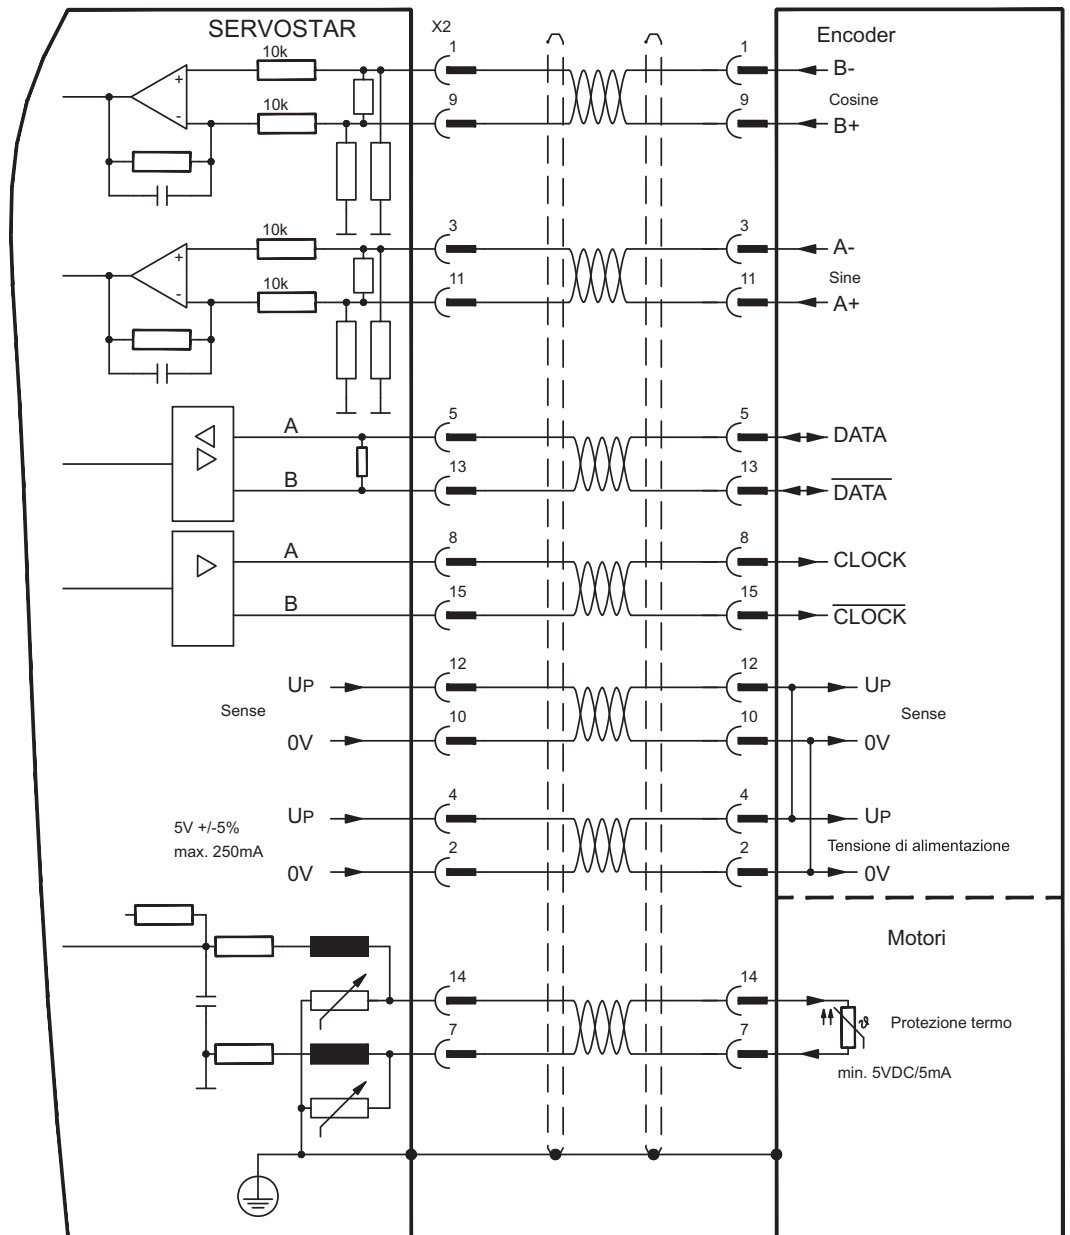 SERVOSTAR X2 Encoder
10k 1 1 B-
Cosine
10k 9 9 B+
+
-
10k 3 3 A-
Sine
10k 11 11 A+
+
-
A 5 5 DATA
B 13 13 DATA
A 8 8 CLOCK
B 15 15 CLOCK
UP 12 12 UP
Sense Sense
0V 10 10 0V
UP 4 4 UP
5V +/-5%
max. 250mA
Tensione di alimentazione
0V 2 2 0V
Motori
14 14
ϑ Protezione termo
7 7
min. 5VDC/5mA